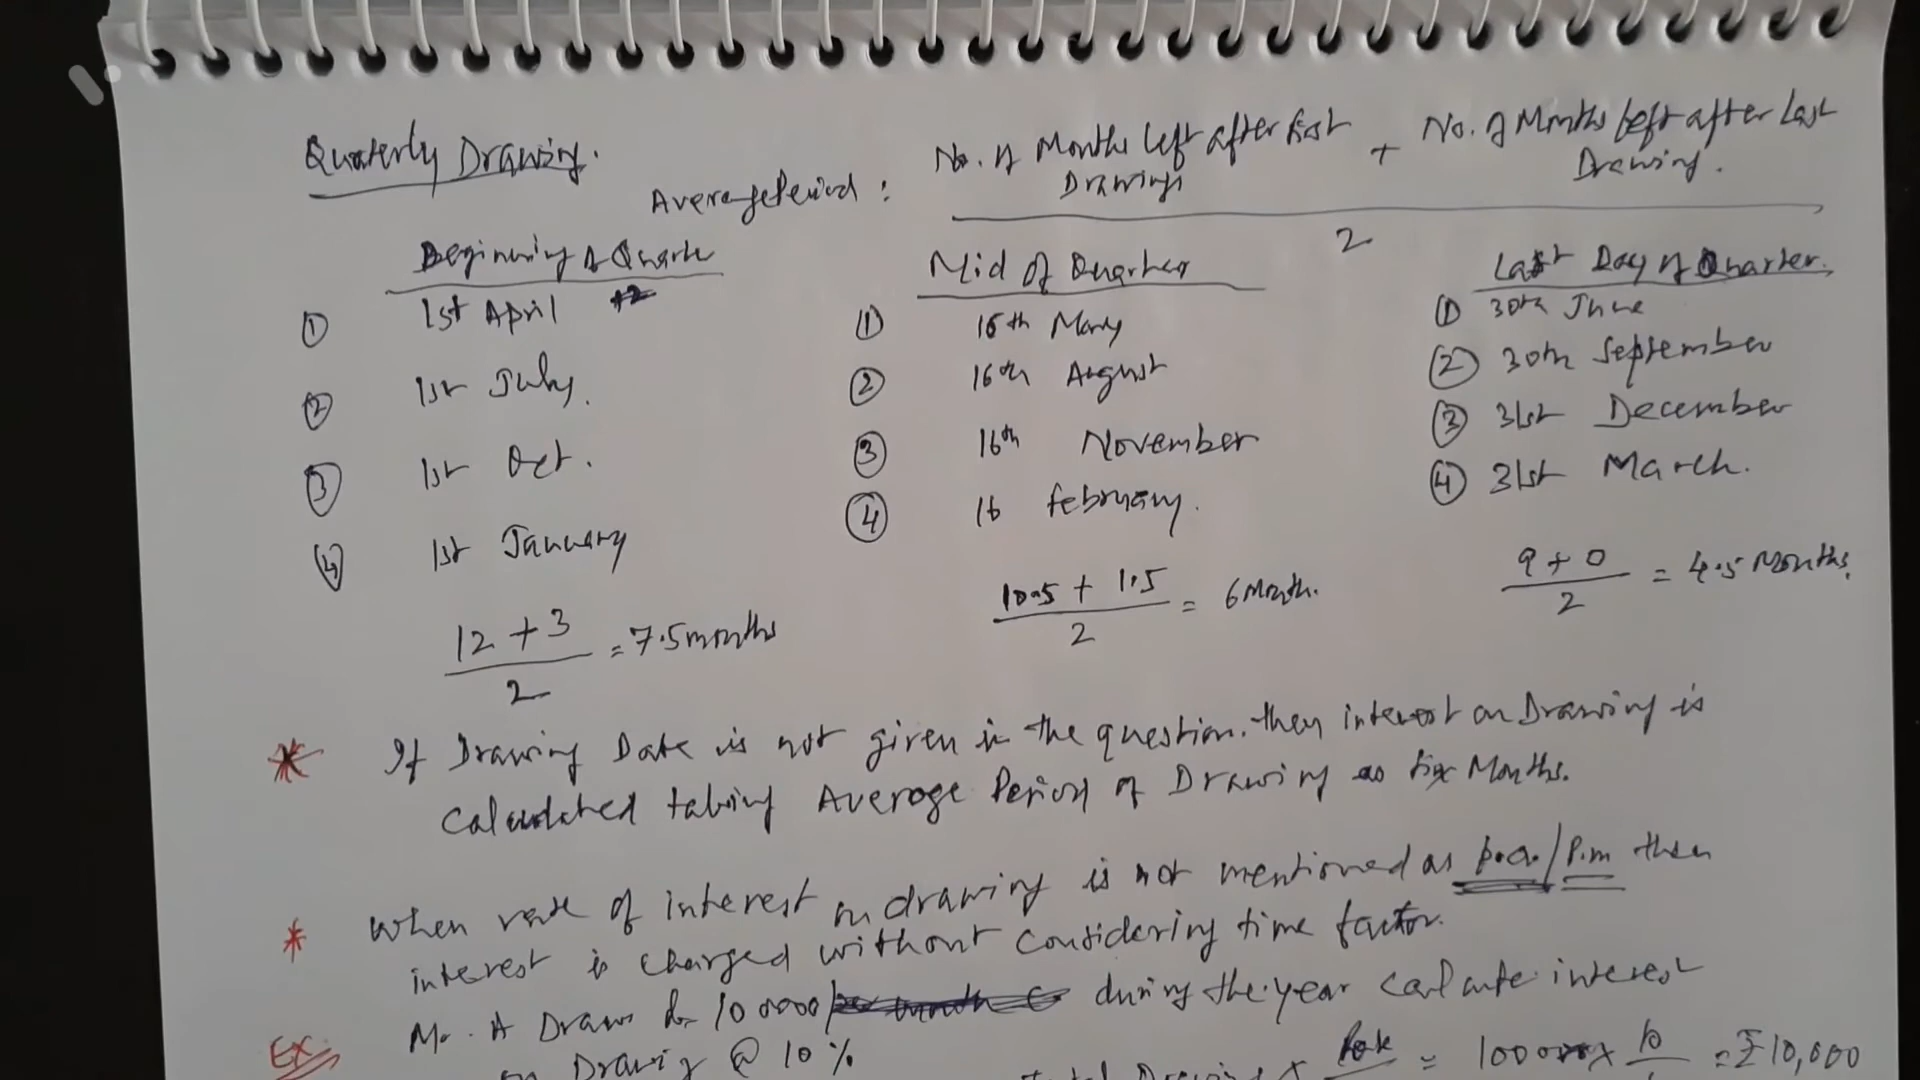 Quaterly Drawing.
Average Period : No. of Months Left after first Drawings + No. of Months left after Last Drawing.
2
Beginning of Quarte
① 1st April
② 1st July.
③ 1st Oct.
④ 1st January
12 + 3 / 2 = 7.5 months
Mid of Quarter
① 16th
② 16th August
③ 16th November
④ 16 february.
10.5 + 1.5 / 2 = 6 Month.
Last Day of Quarter.
① 30th June
② 30th September
③ 31st December
④ 31st March.
9 + 0 / 2 = 4.5 Months.
* If Drawing Date is not given in the question. then interest on Drawing is
Calculated taking Average Period of Drawing as six Months.
* When rate of interest on drawing is not mentioned as p.a./P.m then
interest is charged without considering time factor.
Ex. Mr. A Draws 100000 during the year interest
on Drawing @ 10%
Total Drawing x Rate = 100000 x 10 = ₹10,000